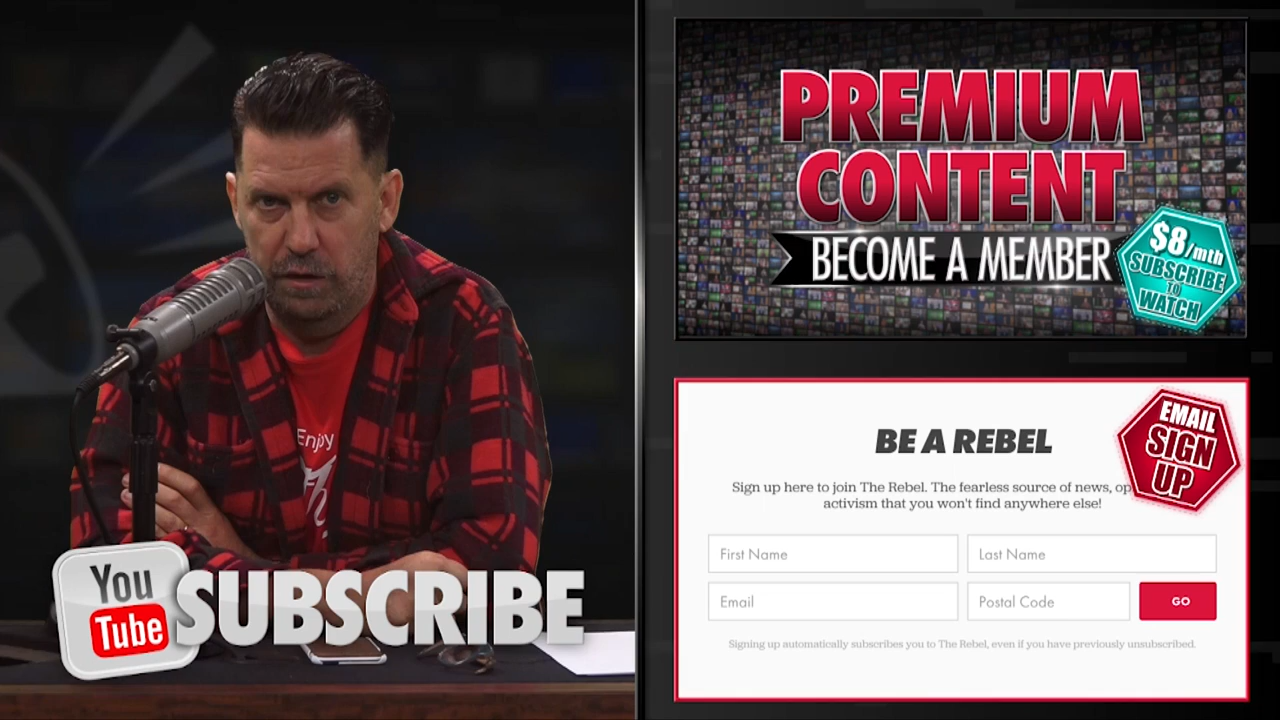 Enjoy
You
Tube
SUBSCRIBE
PREMIUM
CONTENT
BECOME A MEMBER
$8/mth
SUBSCRIBE
TO
WATCH
BE A REBEL
EMAIL
SIGN
UP
Sign up here to join The Rebel. The fearless source of news, op
activism that you won't find anywhere else!
First Name
Last Name
Email
Postal Code
GO
Signing up automatically subscribes you to The Rebel, even if you have previously unsubscribed.